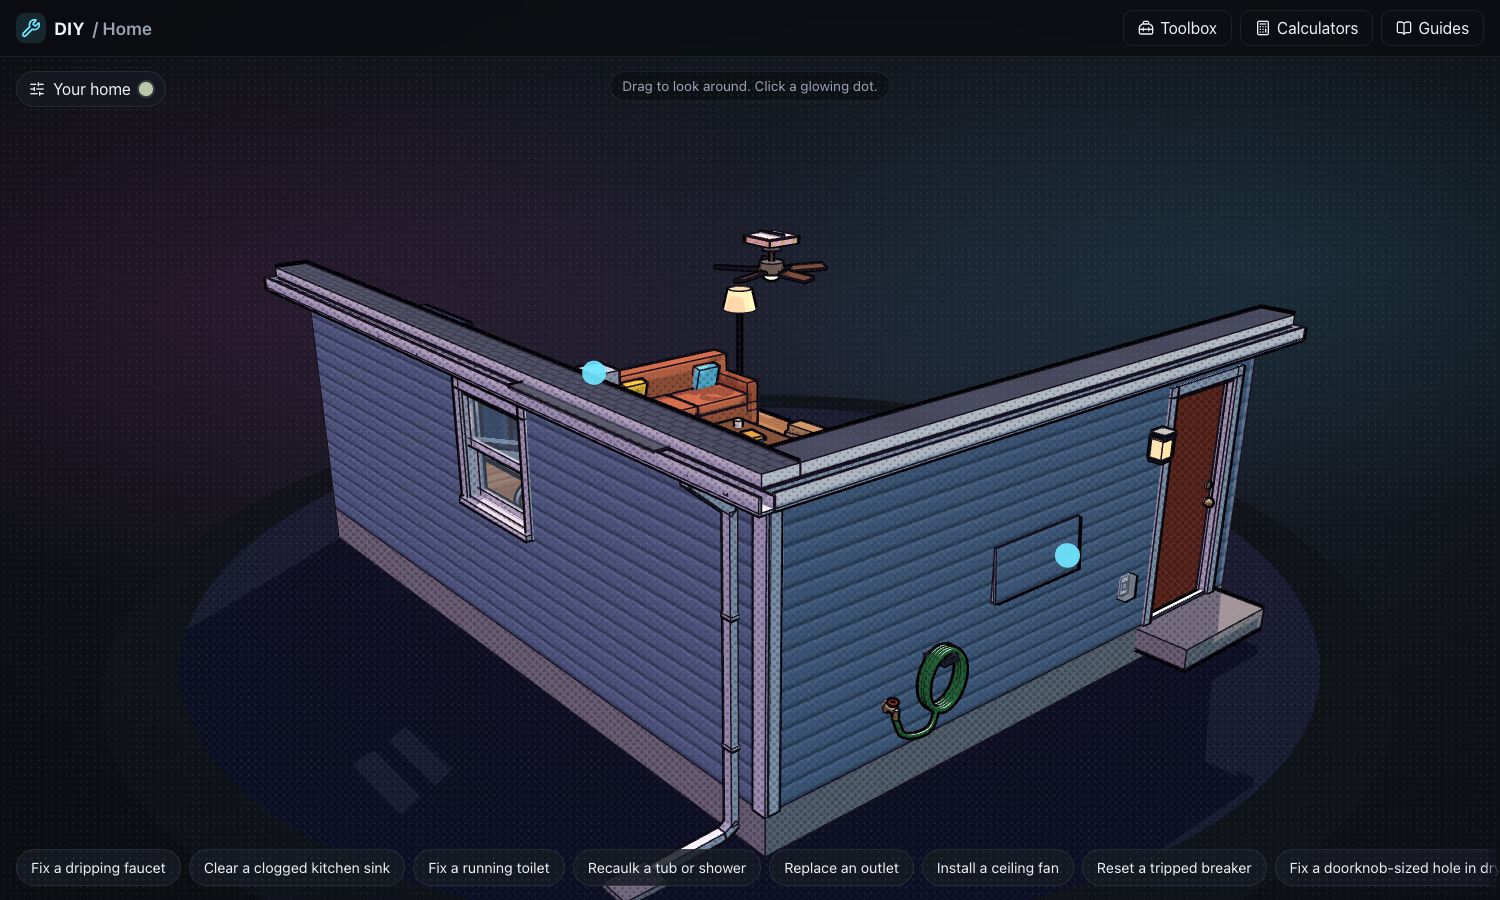 DIY / Home
Toolbox
Calculators
Guides
Your home
Drag to look around. Click a glowing dot.
Fix a dripping faucet
Clear a clogged kitchen sink
Fix a running toilet
Recaulk a tub or shower
Replace an outlet
Install a ceiling fan
Reset a tripped breaker
Fix a doorknob-sized hole in